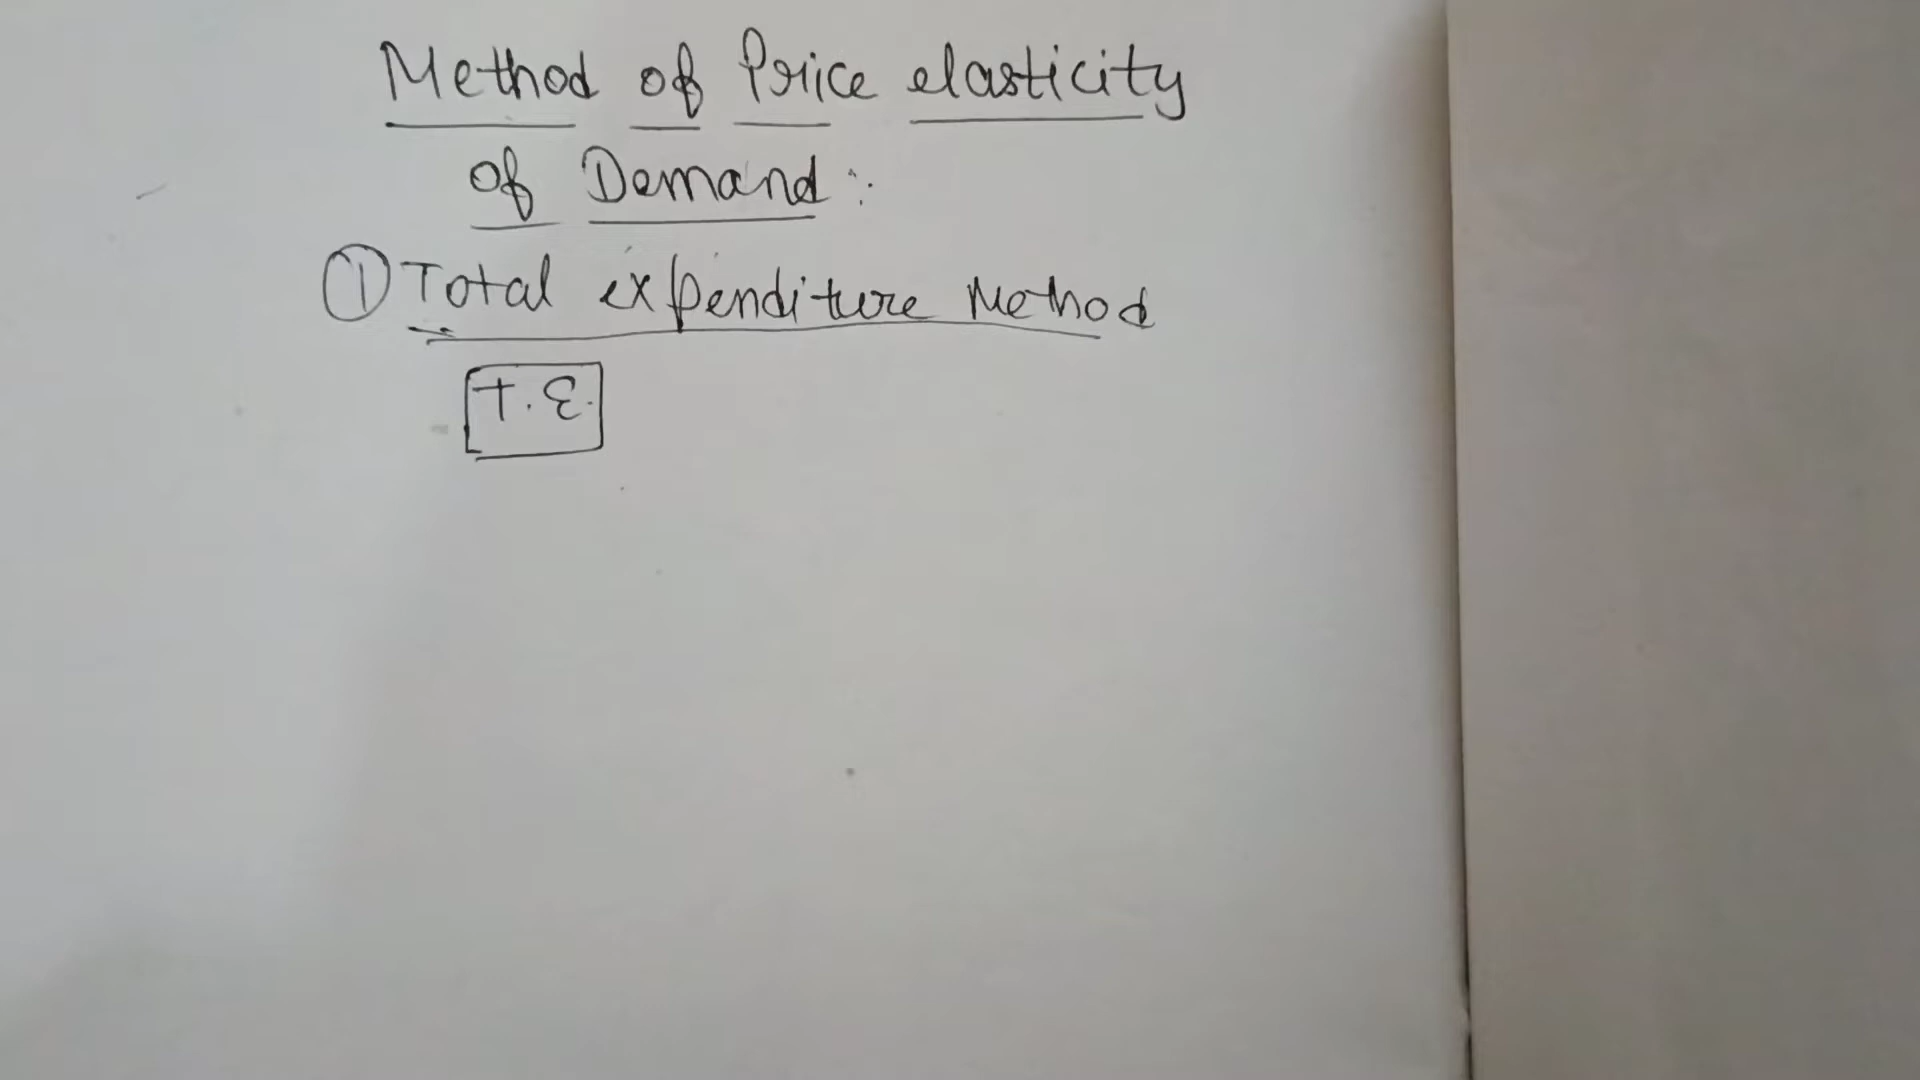 Method of Price elasticity
of Demand :
① Total expenditure Method
T.E.